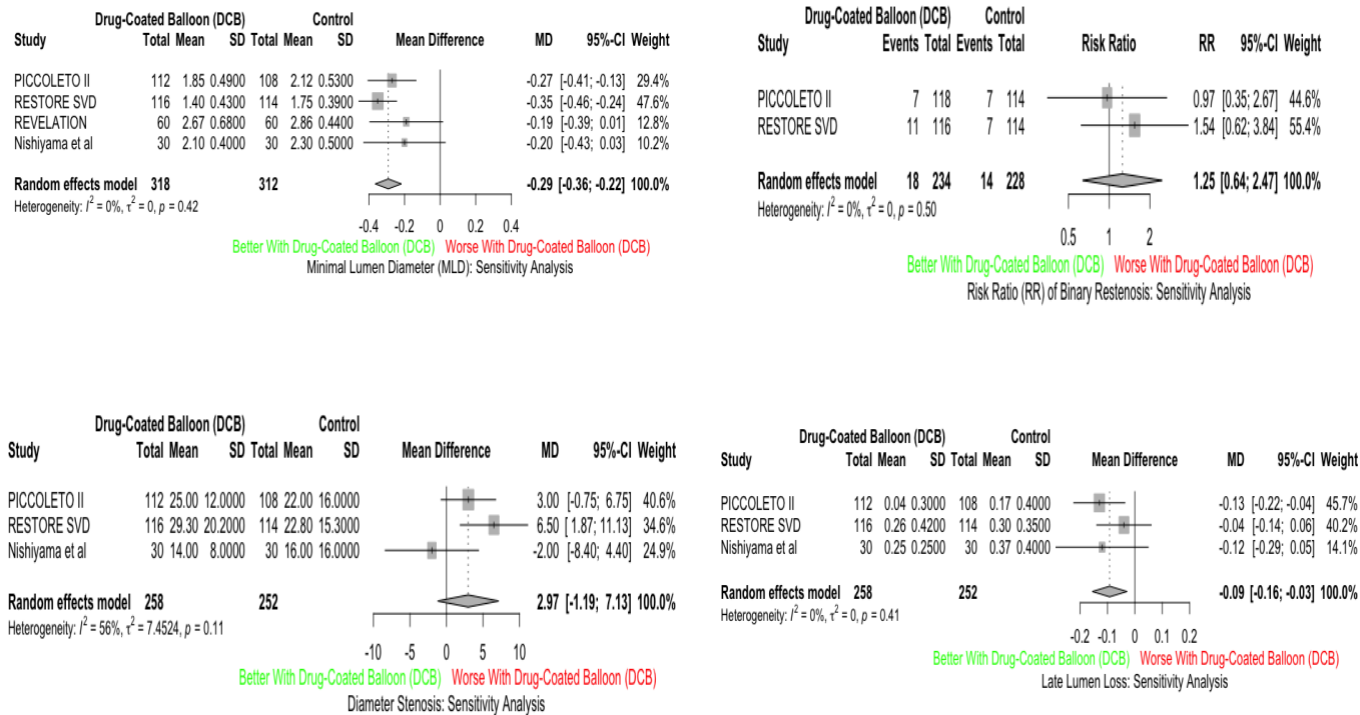 Drug-Coated Balloon (DCB) Control
Study Total Mean SD Total Mean SD Mean Difference MD 95%-CI Weight
PICCOLETO II 112 1.85 0.4900 108 2.12 0.5300 -0.27 [-0.41; -0.13] 29.4%
RESTORE SVD 116 1.40 0.4300 114 1.75 0.3900 -0.35 [-0.46; -0.24] 47.6%
REVELATION 60 2.67 0.6800 60 2.86 0.4400 -0.19 [-0.39; 0.01] 12.8%
Nishiyama et al 30 2.10 0.4000 30 2.30 0.5000 -0.20 [-0.43; 0.03] 10.2%
Random effects model 318 312 -0.29 [-0.36; -0.22] 100.0%
Heterogeneity: I² = 0%, τ² = 0, p = 0.42
-0.4 -0.2 0 0.2 0.4
Better With Drug-Coated Balloon (DCB) Worse With Drug-Coated Balloon (DCB)
Minimal Lumen Diameter (MLD): Sensitivity Analysis
Drug-Coated Balloon (DCB) Control
Study Events Total Events Total Risk Ratio RR 95%-CI Weight
PICCOLETO II 7 118 7 114 0.97 [0.35; 2.67] 44.6%
RESTORE SVD 11 116 7 114 1.54 [0.62; 3.84] 55.4%
Random effects model 18 234 14 228 1.25 [0.64; 2.47] 100.0%
Heterogeneity: I² = 0%, τ² = 0, p = 0.50
0.5 1 2
Better With Drug-Coated Balloon (DCB) Worse With Drug-Coated Balloon (DCB)
Risk Ratio (RR) of Binary Restenosis: Sensitivity Analysis
Drug-Coated Balloon (DCB) Control
Study Total Mean SD Total Mean SD Mean Difference MD 95%-CI Weight
PICCOLETO II 112 25.00 12.0000 108 22.00 16.0000 3.00 [-0.75; 6.75] 40.6%
RESTORE SVD 116 29.30 20.2000 114 22.80 15.3000 6.50 [1.87; 11.13] 34.6%
Nishiyama et al 30 14.00 8.0000 30 16.00 16.0000 -2.00 [-8.40; 4.40] 24.9%
Random effects model 258 252 2.97 [-1.19; 7.13] 100.0%
Heterogeneity: I² = 56%, τ² = 7.4524, p = 0.11
-10 -5 0 5 10
Better With Drug-Coated Balloon (DCB) Worse With Drug-Coated Balloon (DCB)
Diameter Stenosis: Sensitivity Analysis
Drug-Coated Balloon (DCB) Control
Study Total Mean SD Total Mean SD Mean Difference MD 95%-CI Weight
PICCOLETO II 112 0.04 0.3000 108 0.17 0.4000 -0.13 [-0.22; -0.04] 45.7%
RESTORE SVD 116 0.26 0.4200 114 0.30 0.3500 -0.04 [-0.14; 0.06] 40.2%
Nishiyama et al 30 0.25 0.2500 30 0.37 0.4000 -0.12 [-0.29; 0.05] 14.1%
Random effects model 258 252 -0.09 [-0.16; -0.03] 100.0%
Heterogeneity: I² = 0%, τ² = 0, p = 0.41
-0.2 -0.1 0 0.1 0.2
Better With Drug-Coated Balloon (DCB) Worse With Drug-Coated Balloon (DCB)
Late Lumen Loss: Sensitivity Analysis